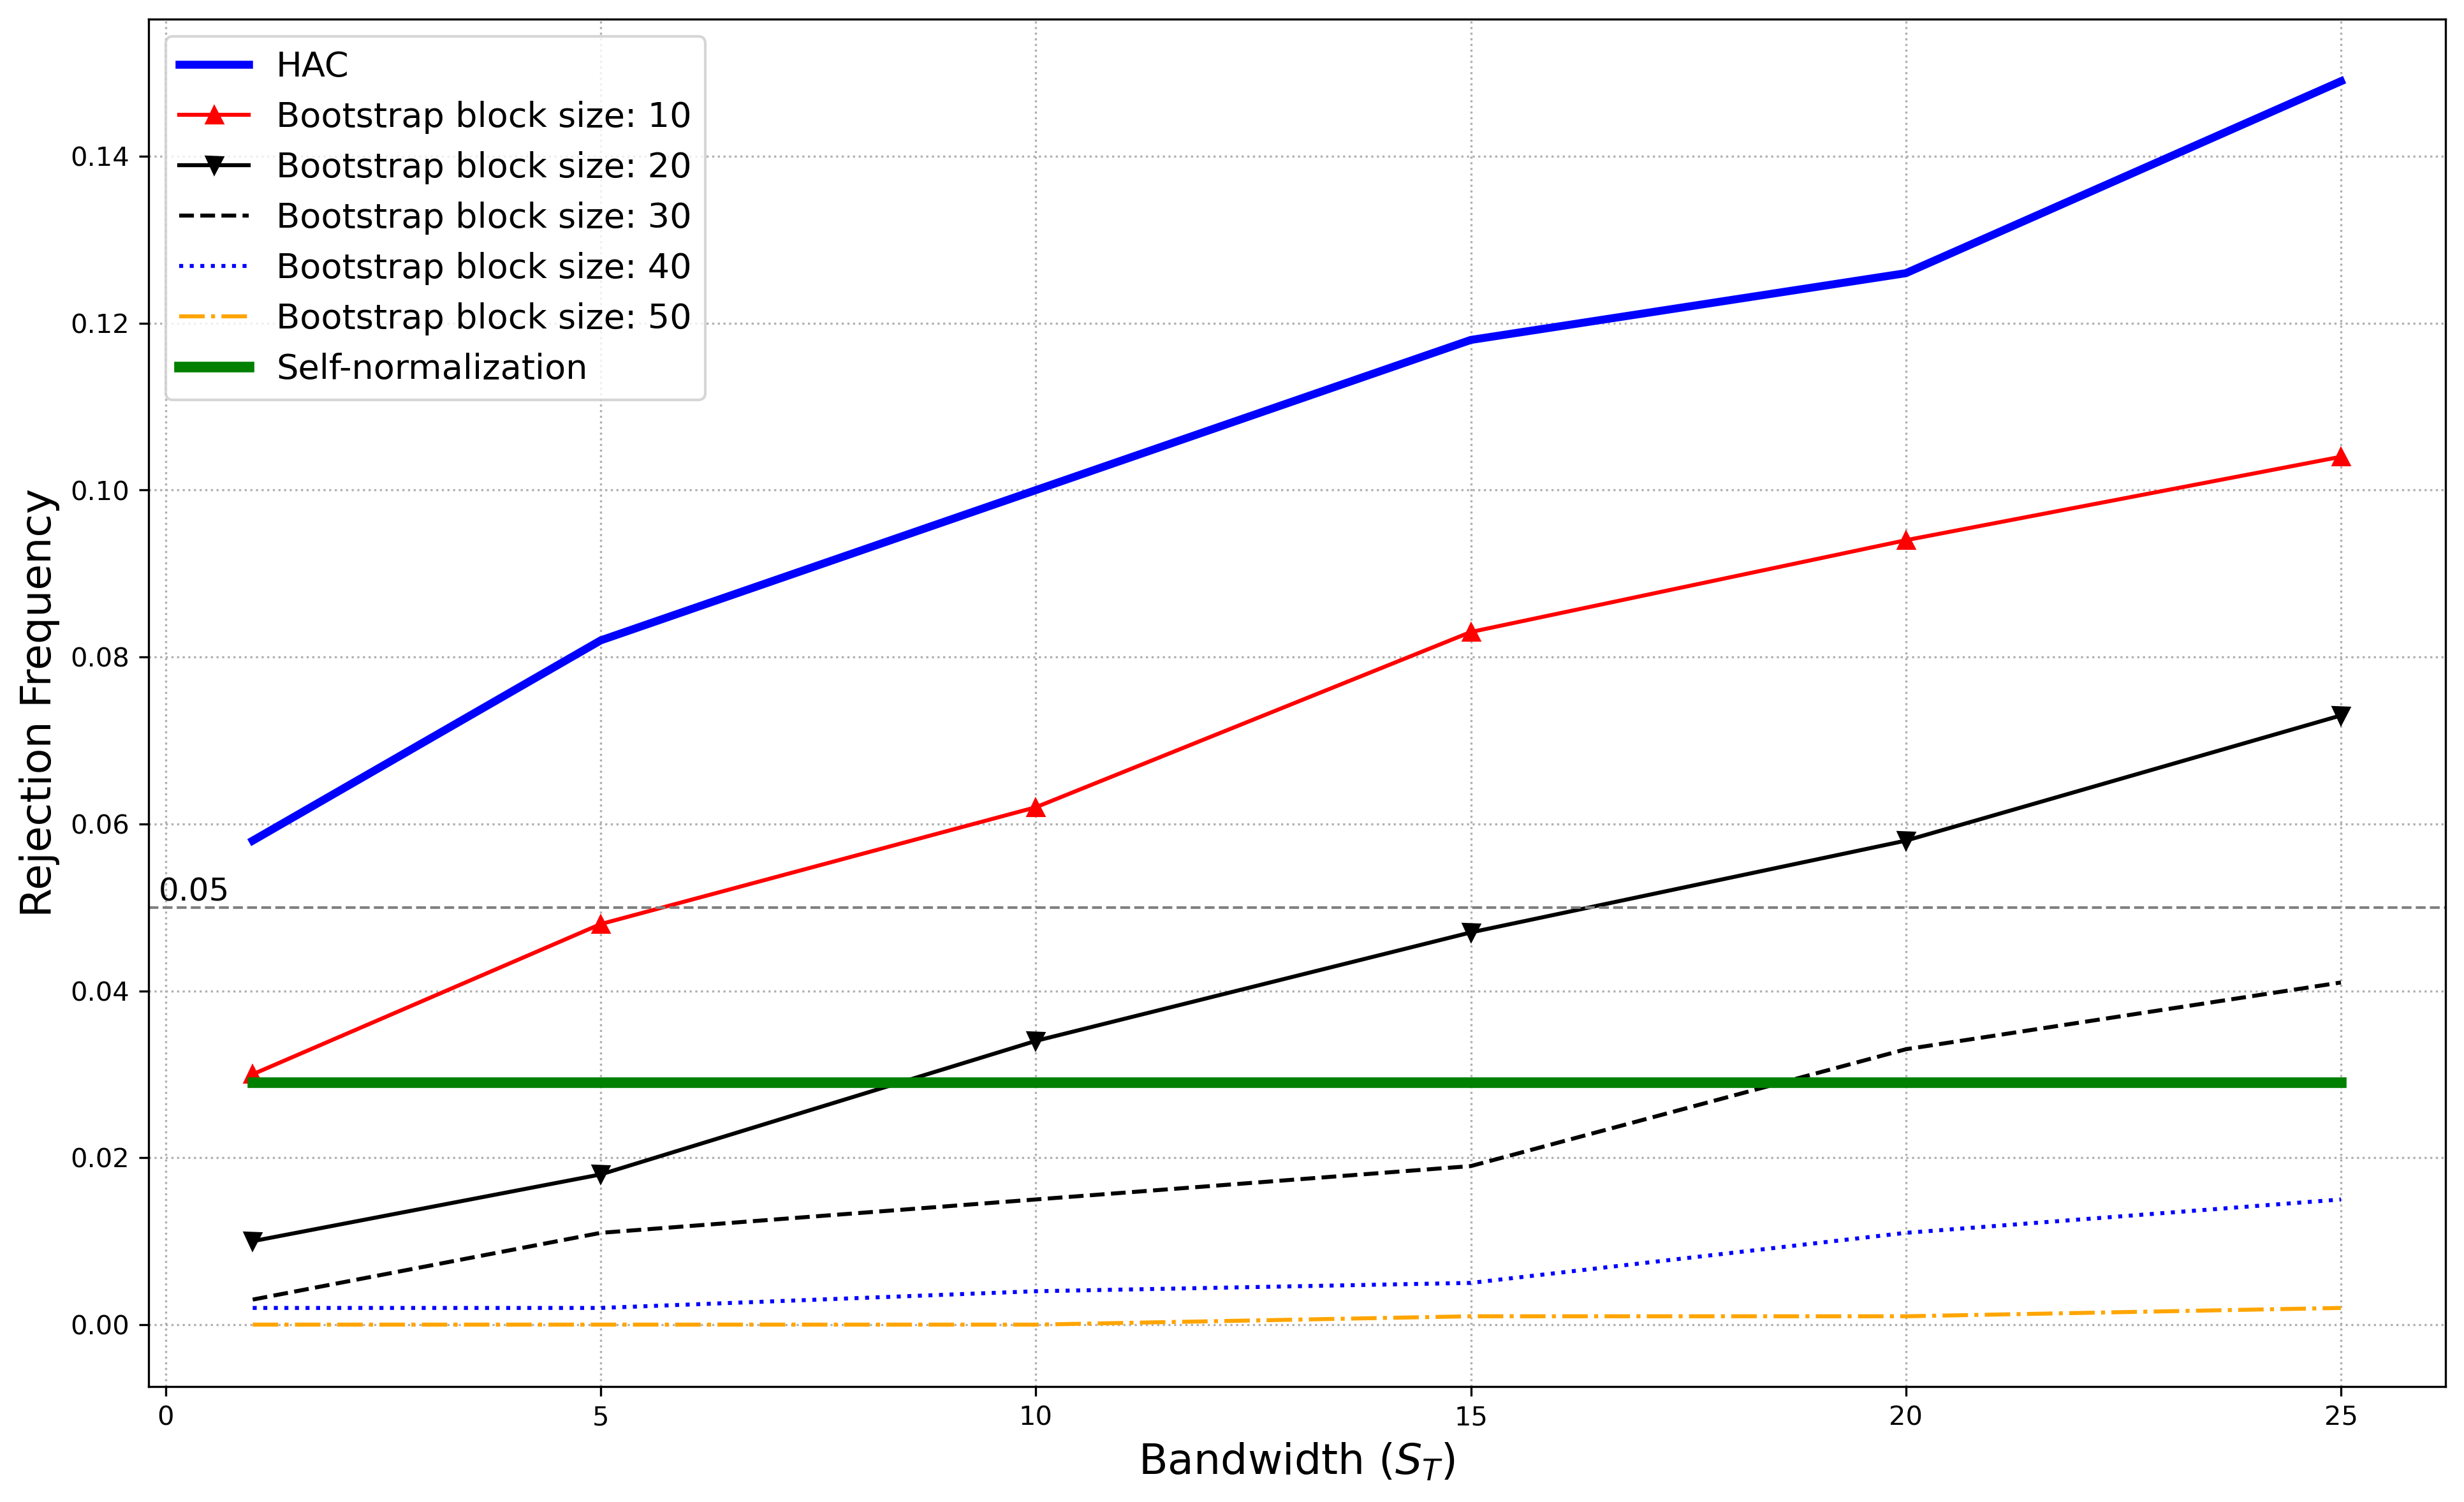 HAC
Bootstrap block size: 10
Bootstrap block size: 20
Bootstrap block size: 30
Bootstrap block size: 40
Bootstrap block size: 50
Self-normalization
Rejection Frequency
0.14
0.12
0.10
0.08
0.06
0.05
0.04
0.02
0.00
0 5 10 15 20 25
Bandwidth (S_T)